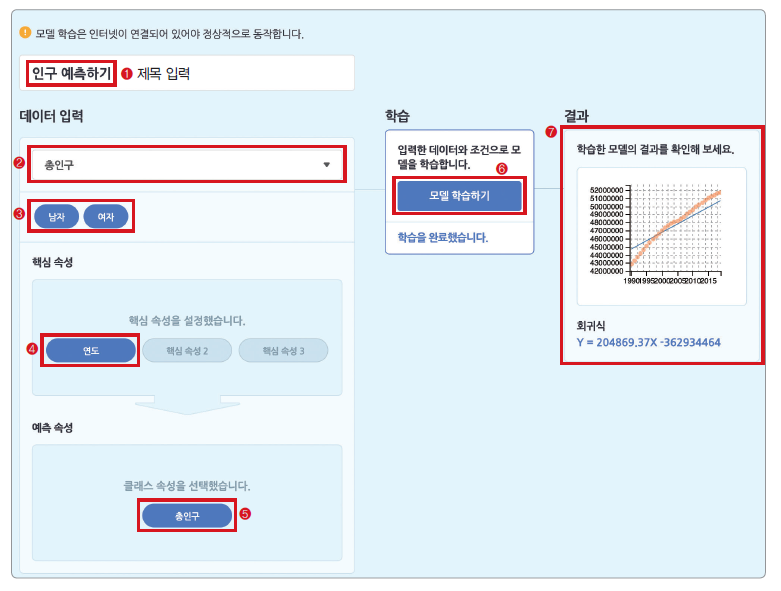 ! 모델 학습은 인터넷이 연결되어 있어야 정상적으로 동작합니다.
인구 예측하기 ❶ 제목 입력
데이터 입력
❷ 총인구
❸ 남자 여자
핵심 속성
핵심 속성을 설정했습니다.
❹ 연도 핵심 속성 2 핵심 속성 3
예측 속성
클래스 속성을 선택했습니다.
총인구 ❺
학습
입력한 데이터와 조건으로 모
델을 학습합니다.
❻
모델 학습하기
학습을 완료했습니다.
결과
❼
학습한 모델의 결과를 확인해 보세요.
52000000
51000000
50000000
49000000
48000000
47000000
46000000
45000000
44000000
43000000
42000000
1990 1995 2000 2005 2010 2015
회귀식
Y = 204869.37X -362934464